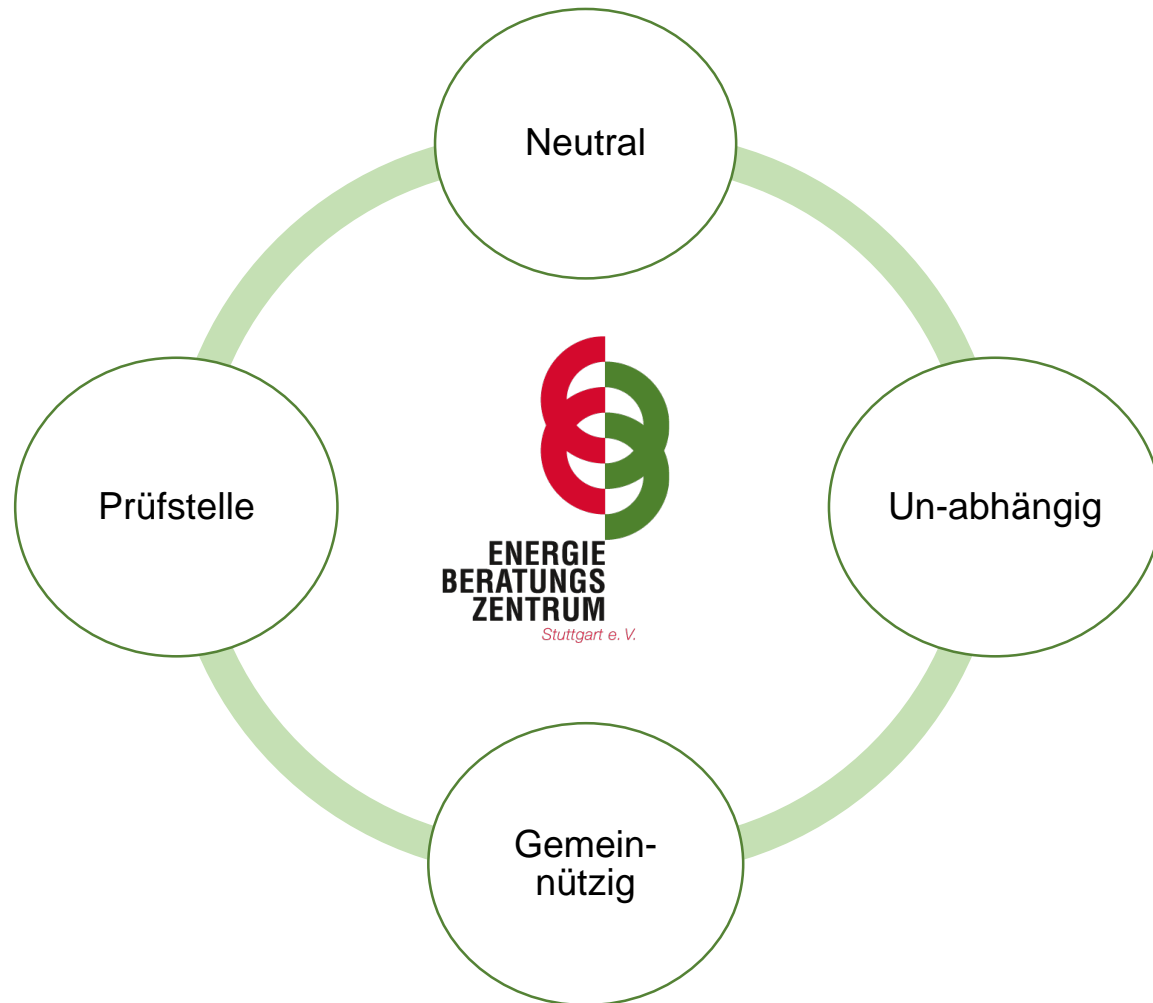 Neutral
Prüfstelle
Un-abhängig
ENERGIE
BERATUNGS
ZENTRUM
Stuttgart e. V.
Gemein-
nützig